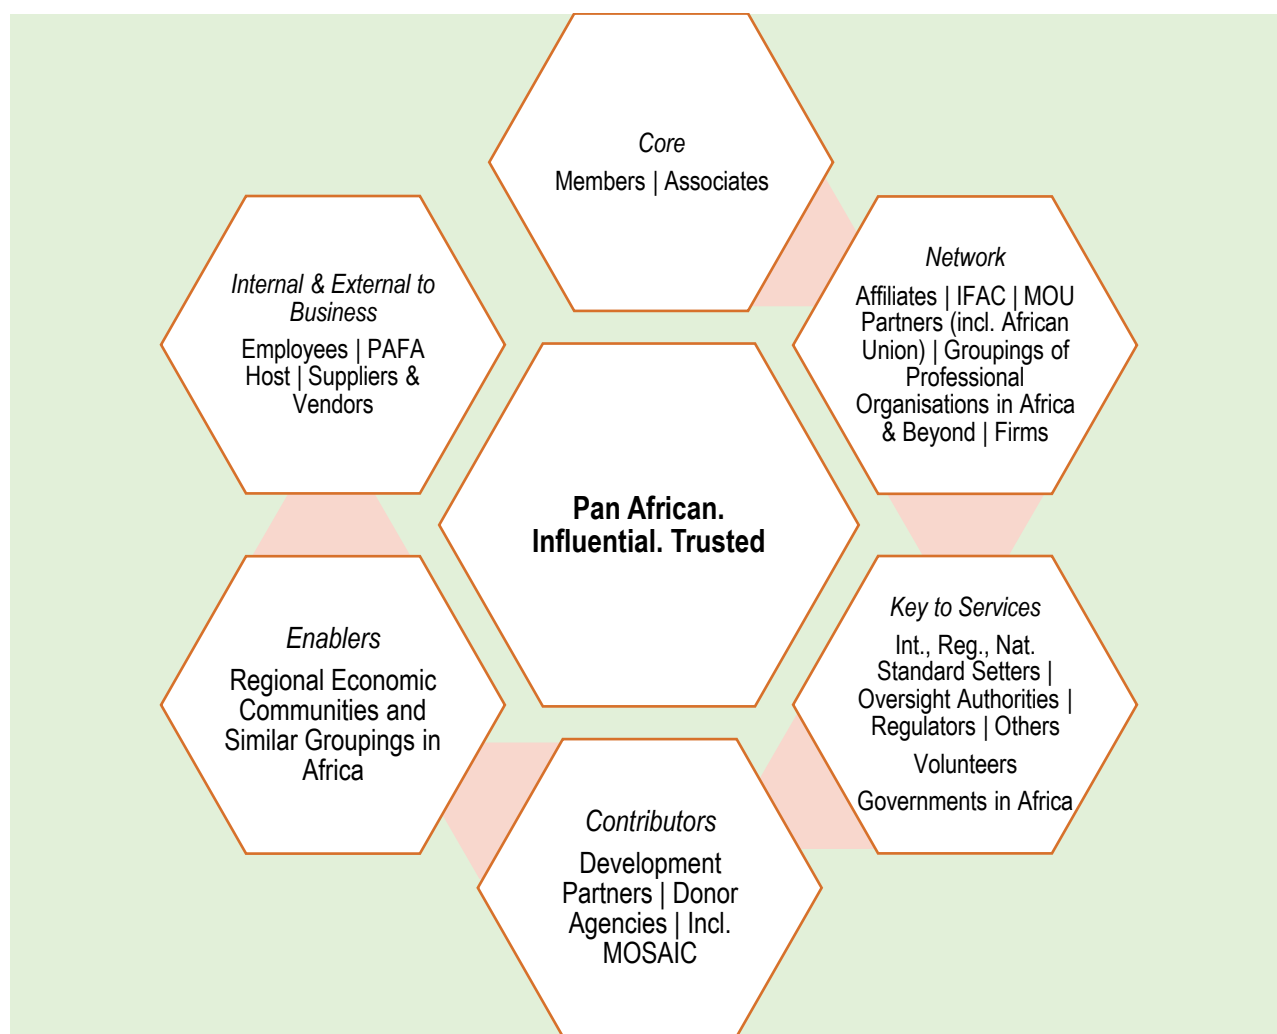 Core
Members | Associates
Network
Affiliates | IFAC | MOU
Partners (incl. African
Union) | Groupings of
Professional
Organisations in Africa
& Beyond | Firms
Internal & External to
Business
Employees | PAFA
Host | Suppliers &
Vendors
Pan African.
Influential. Trusted
Key to Services
Int., Reg., Nat.
Standard Setters |
Oversight Authorities |
Regulators | Others
Volunteers
Governments in Africa
Enablers
Regional Economic
Communities and
Similar Groupings in
Africa
Contributors
Development
Partners | Donor
Agencies | Incl.
MOSAIC